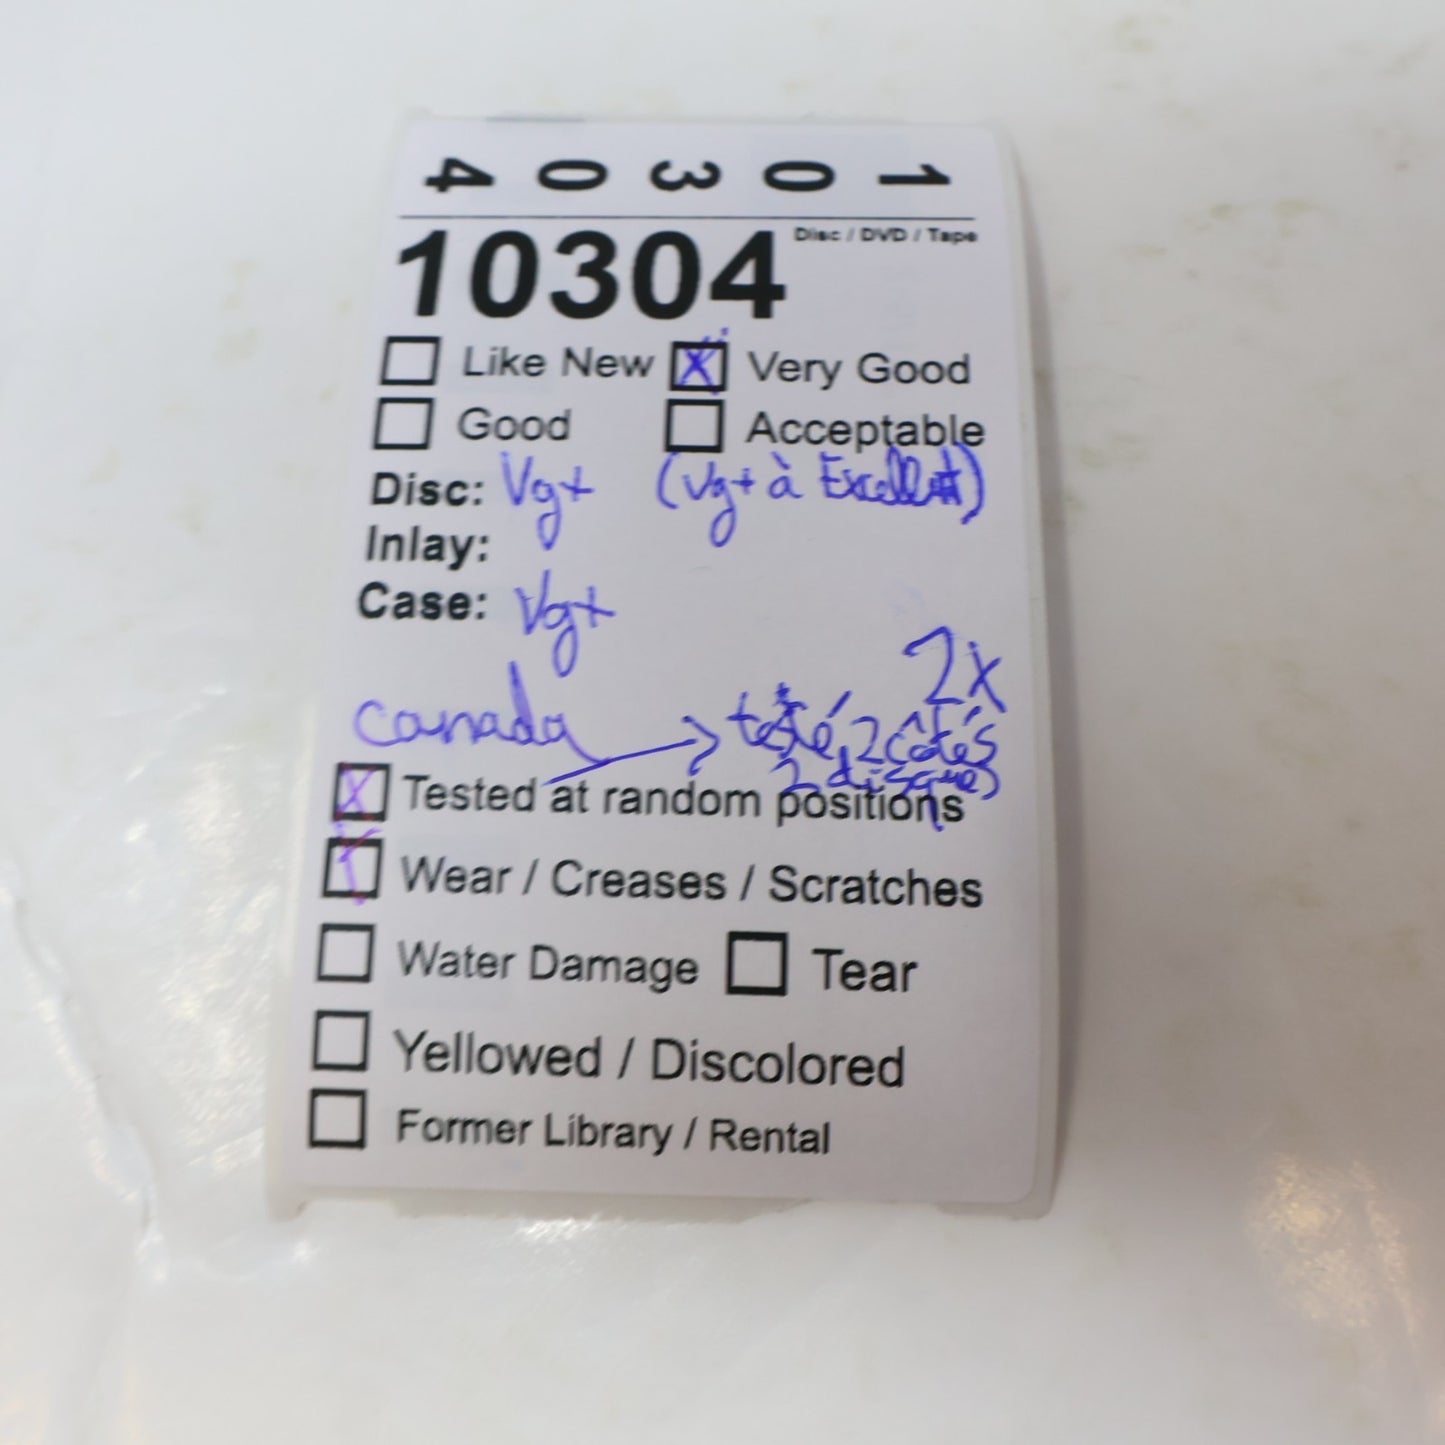 10304
Disc / DVD / Tape
10304
Like New X Very Good
Good Acceptable
Disc: Vg+ (Vg+ à Excellent)
Inlay:
Case: Vg+
2x
Canada → testé, 2 côtés
2 disques
X Tested at random positions
X Wear / Creases / Scratches
Water Damage Tear
Yellowed / Discolored
Former Library / Rental